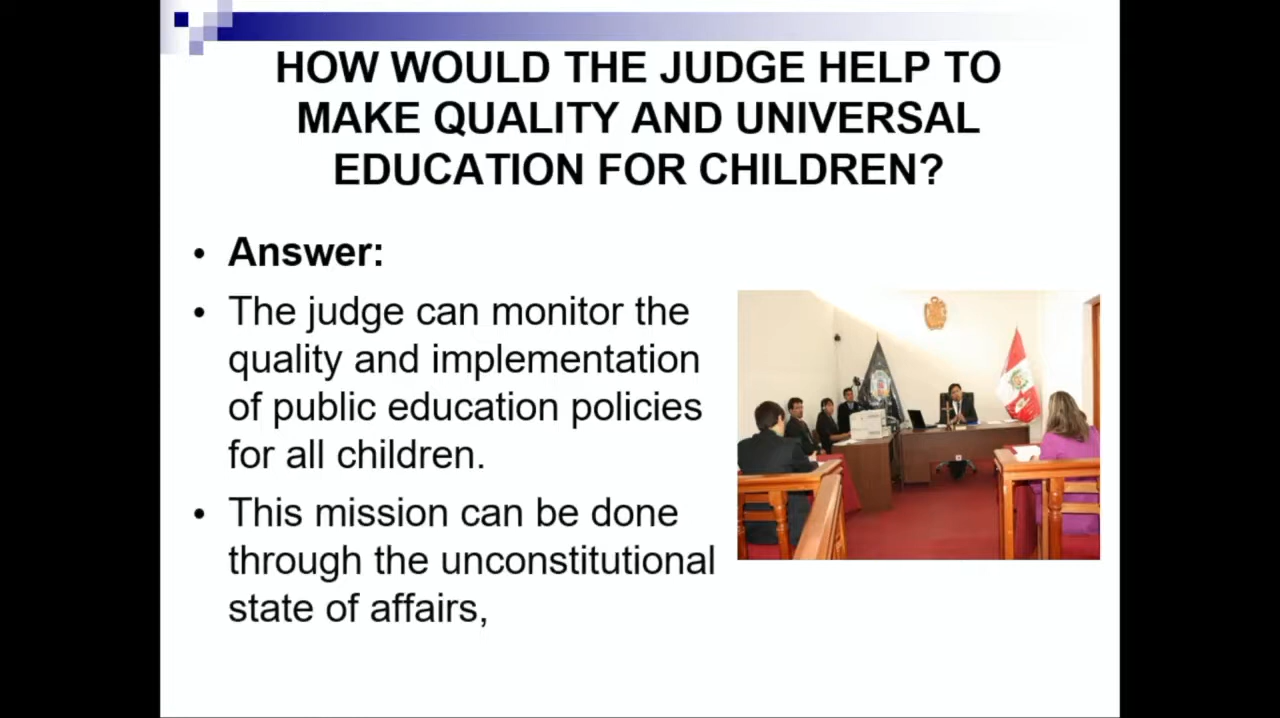 HOW WOULD THE JUDGE HELP TO
MAKE QUALITY AND UNIVERSAL
EDUCATION FOR CHILDREN?
• Answer:
• The judge can monitor the
quality and implementation
of public education policies
for all children.
• This mission can be done
through the unconstitutional
state of affairs,